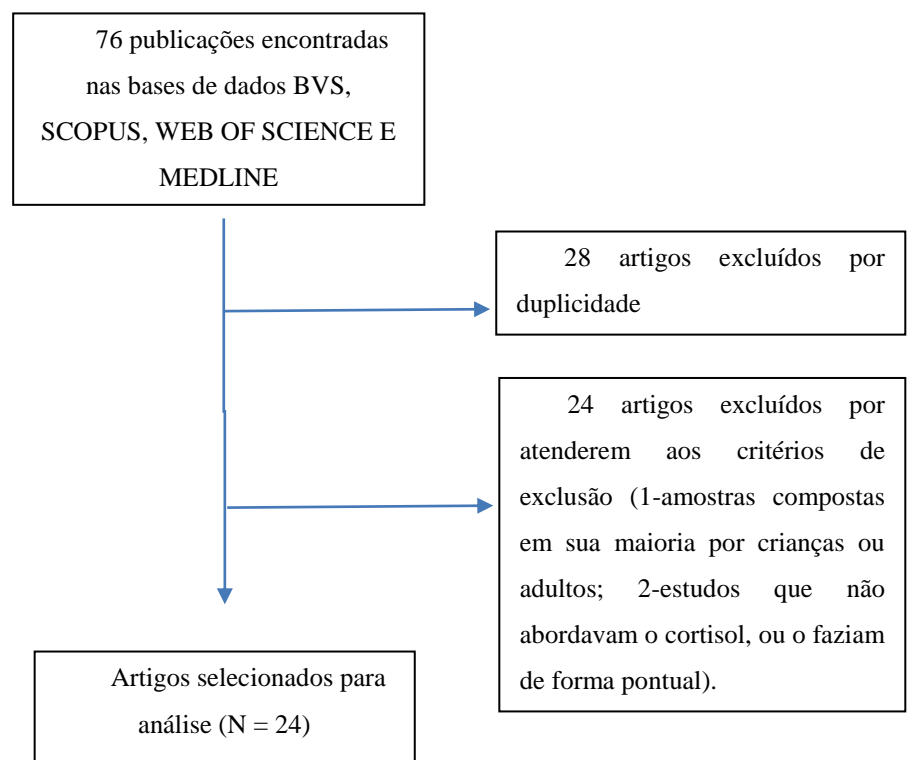 76 publicações encontradas
nas bases de dados BVS,
SCOPUS, WEB OF SCIENCE E
MEDLINE
28 artigos excluídos por
duplicidade
24 artigos excluídos por
atenderem aos critérios de
exclusão (1-amostras compostas
em sua maioria por crianças ou
adultos; 2-estudos que não
abordavam o cortisol, ou o faziam
de forma pontual).
Artigos selecionados para
análise (N = 24)